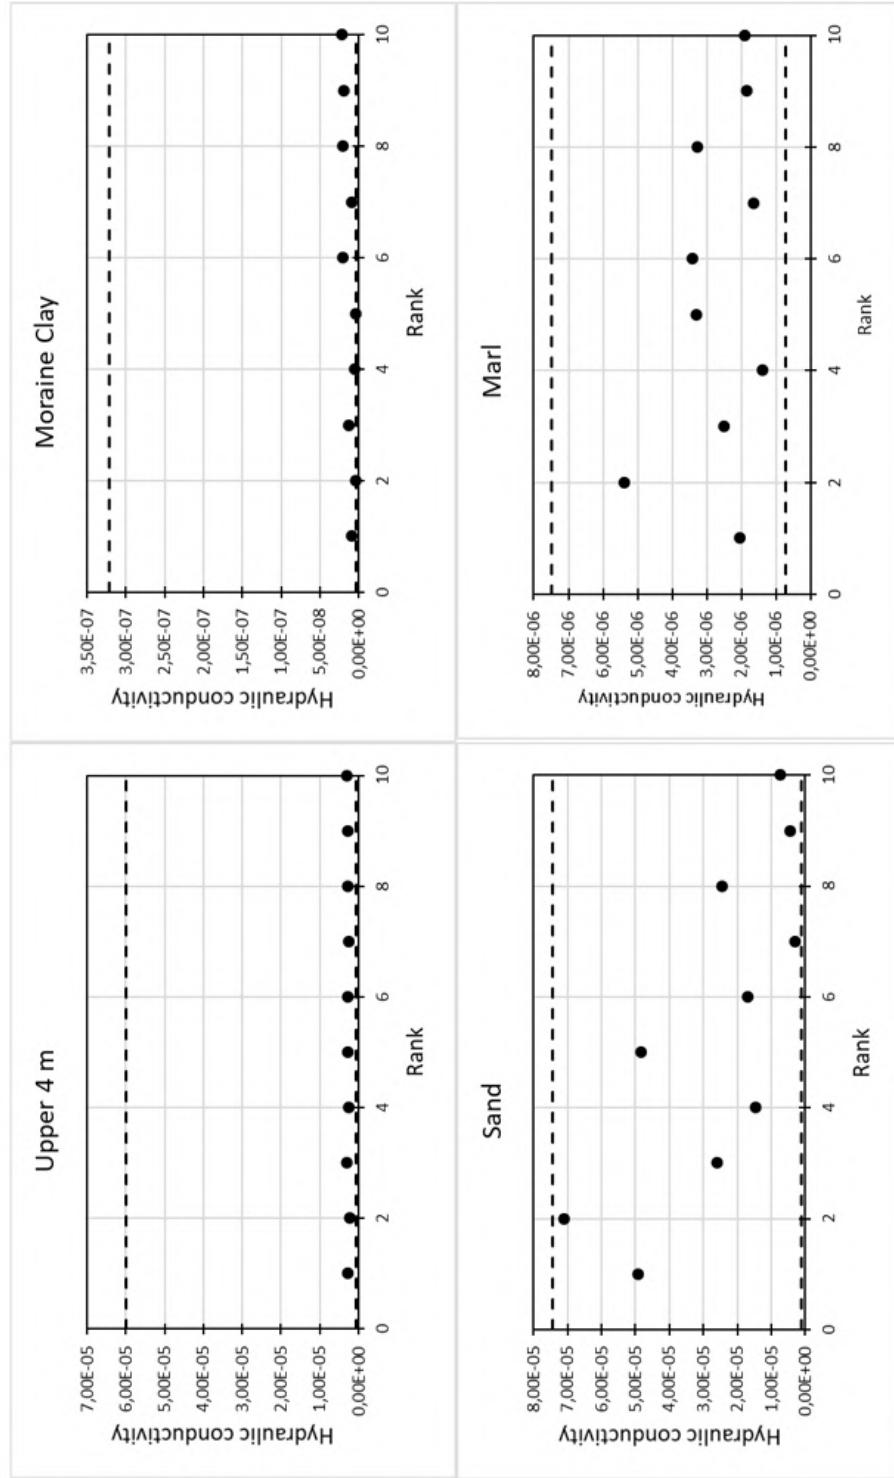 Upper 4 m
Hydraulic conductivity
7,00E-05
6,00E-05
5,00E-05
4,00E-05
3,00E-05
2,00E-05
1,00E-05
0,00E+00
0 2 4 6 8 10
Rank
Moraine Clay
Hydraulic conductivity
3,50E-07
3,00E-07
2,50E-07
2,00E-07
1,50E-07
1,00E-07
5,00E-08
0,00E+00
0 2 4 6 8 10
Rank
Sand
Hydraulic conductivity
8,00E-05
7,00E-05
6,00E-05
5,00E-05
4,00E-05
3,00E-05
2,00E-05
1,00E-05
0,00E+00
0 2 4 6 8 10
Rank
Marl
Hydraulic conductivity
8,00E-06
7,00E-06
6,00E-06
5,00E-06
4,00E-06
3,00E-06
2,00E-06
1,00E-06
0,00E+00
0 2 4 6 8 10
Rank